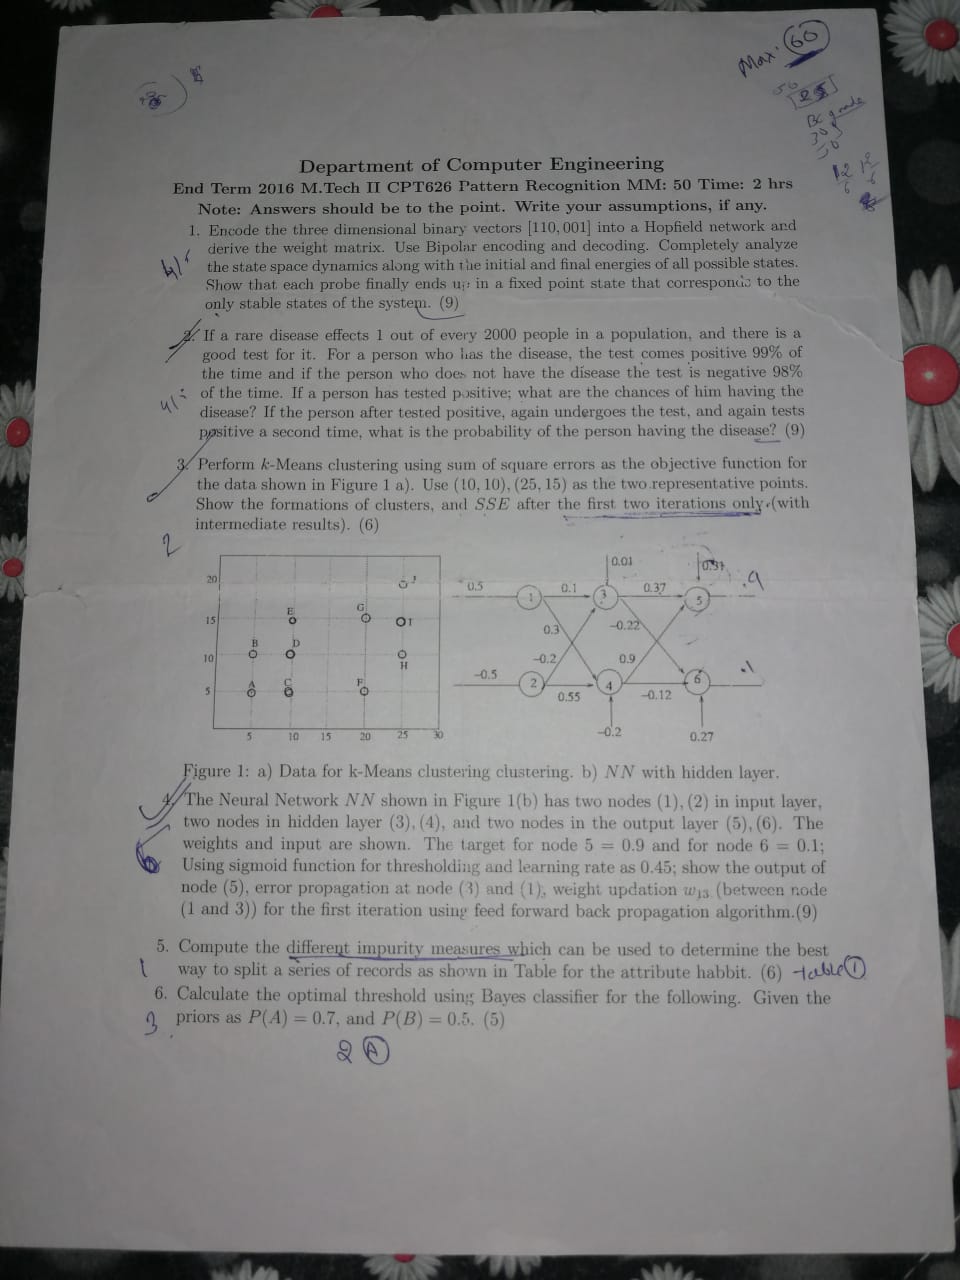 Max. 60
50
25
BC grade
Department of Computer Engineering
End Term 2016 M.Tech II CPT626 Pattern Recognition MM: 50 Time: 2 hrs
Note: Answers should be to the point. Write your assumptions, if any.
1. Encode the three dimensional binary vectors [110, 001] into a Hopfield network and
derive the weight matrix. Use Bipolar encoding and decoding. Completely analyze
the state space dynamics along with the initial and final energies of all possible states.
Show that each probe finally ends up in a fixed point state that corresponds to the
only stable states of the system. (9)
2. If a rare disease effects 1 out of every 2000 people in a population, and there is a
good test for it. For a person who has the disease, the test comes positive 99% of
the time and if the person who does not have the disease the test is negative 98%
of the time. If a person has tested positive; what are the chances of him having the
disease? If the person after tested positive, again undergoes the test, and again tests
positive a second time, what is the probability of the person having the disease? (9)
3. Perform k-Means clustering using sum of square errors as the objective function for
the data shown in Figure 1 a). Use (10, 10), (25, 15) as the two representative points.
Show the formations of clusters, and SSE after the first two iterations only.(with
intermediate results). (6)
2
20
15
10
5
5 10 15 20 25 30
A B C D E F G H I J
0.5 1 0.1 3 0.01 0.37 5 0.31 .9
0.3 -0.22
-0.2 0.9
-0.5 2 0.55 4 -0.12 6 .1
-0.2 0.27
Figure 1: a) Data for k-Means clustering clustering. b) NN with hidden layer.
4. The Neural Network NN shown in Figure 1(b) has two nodes (1), (2) in input layer,
two nodes in hidden layer (3), (4), and two nodes in the output layer (5), (6). The
weights and input are shown. The target for node 5 = 0.9 and for node 6 = 0.1;
Using sigmoid function for thresholding and learning rate as 0.45; show the output of
node (5), error propagation at node (3) and (1), weight updation w13 (between node
(1 and 3)) for the first iteration using feed forward back propagation algorithm.(9)
5. Compute the different impurity measures which can be used to determine the best
way to split a series of records as shown in Table for the attribute habbit. (6) table 1
6. Calculate the optimal threshold using Bayes classifier for the following. Given the
priors as P(A) = 0.7, and P(B) = 0.5. (5)
3
2 A